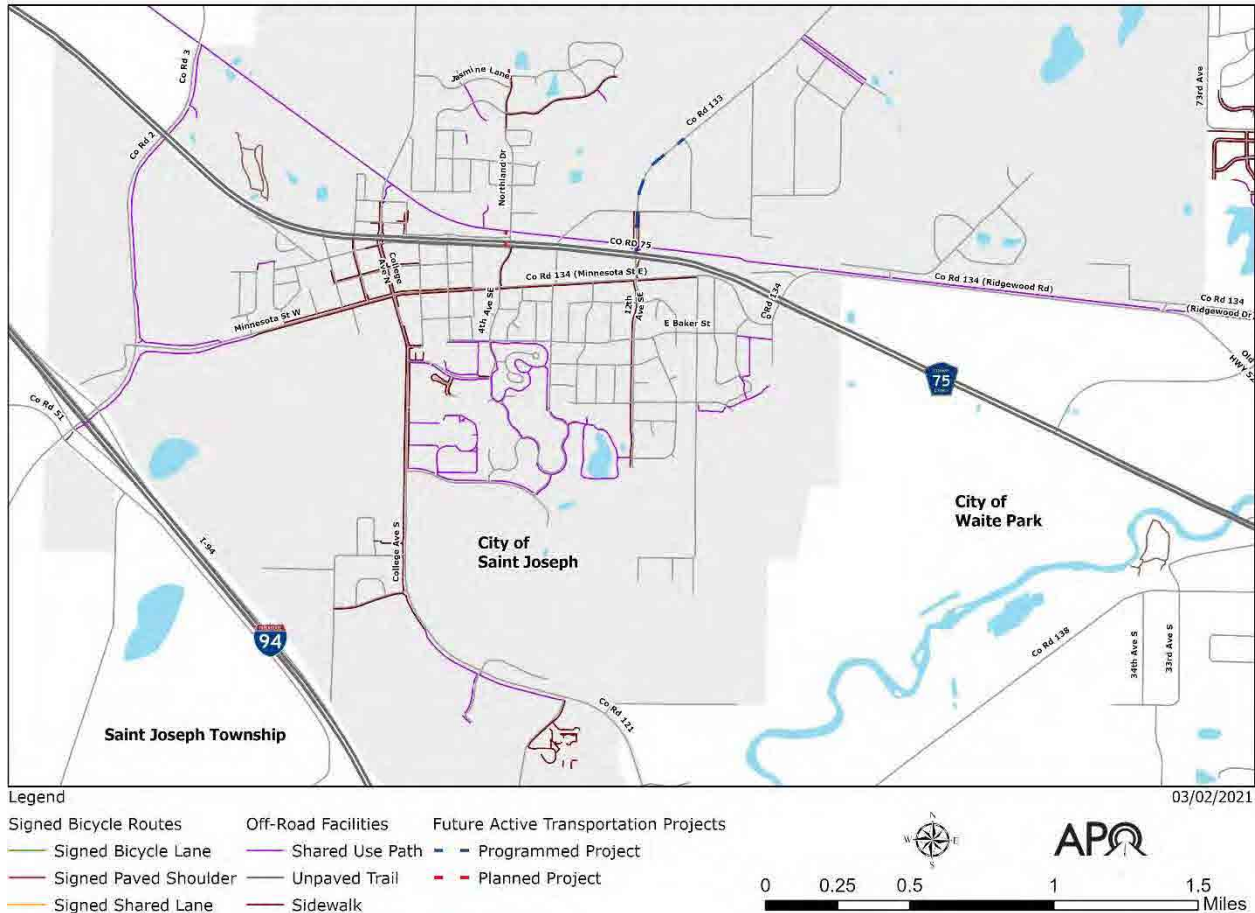 Co Rd 3
Jasmine Lane
Co Rd 133
73rd Ave
Co Rd 2
Northland Dr
CO RD 75
College
Ave N
Co Rd 134 (Minnesota St E)
Co Rd 134
Co Rd 134 (Ridgewood Rd)
Co Rd 134
(Ridgewood Dr
Minnesota St W
4th Ave SE
12th
Ave SE
E Baker St
Old
HWY 52
75
Co Rd 51
City of
Waite Park
City of
Saint Joseph
I-94
College Ave S
94
Co Rd 138
34th Ave S
33rd Ave S
Co Rd 121
Saint Joseph Township
Legend
03/02/2021
Signed Bicycle Routes
Signed Bicycle Lane
Signed Paved Shoulder
Signed Shared Lane
Off-Road Facilities
Shared Use Path
Unpaved Trail
Sidewalk
Future Active Transportation Projects
Programmed Project
Planned Project
N
W E
S
APO
0 0.25 0.5 1 1.5
Miles